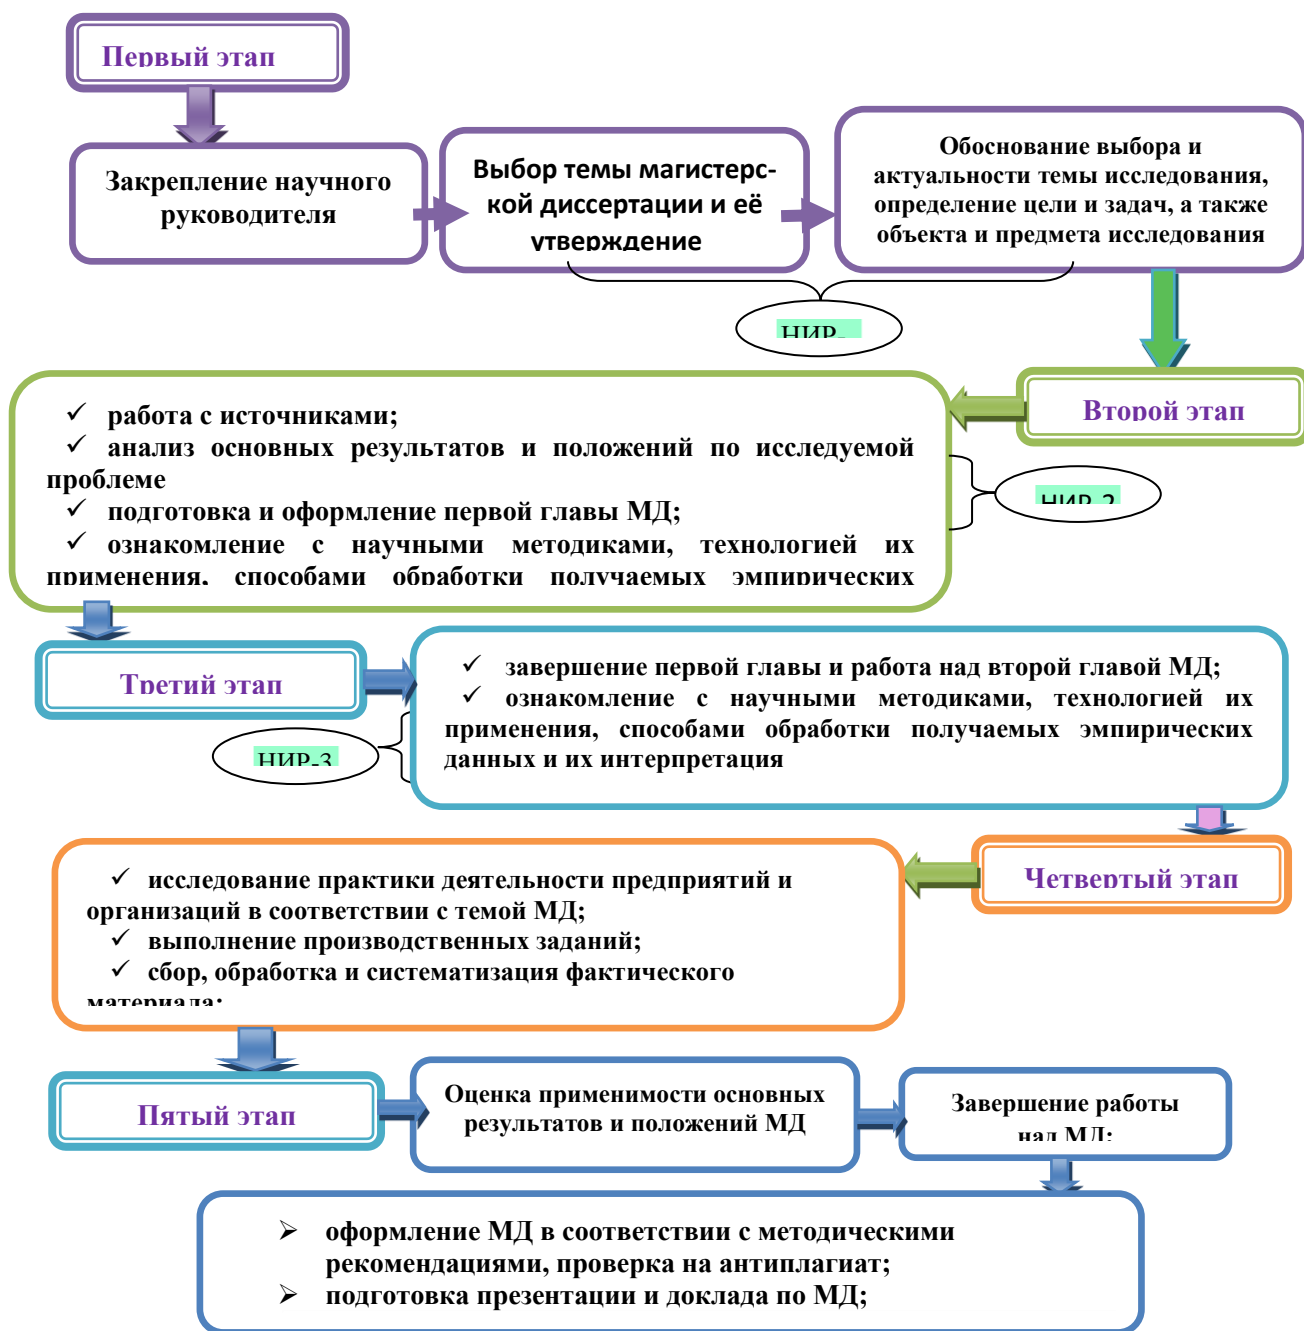 Первый этап
Закрепление научного
руководителя
Выбор темы магистерс-
кой диссертации и её
утверждение
Обоснование выбора и
актуальности темы исследования,
определение цели и задач, а также
объекта и предмета исследования
НИР-
Второй этап
✓ работа с источниками;
✓ анализ основных результатов и положений по исследуемой
проблеме
✓ подготовка и оформление первой главы МД;
✓ ознакомление с научными методиками, технологией их
применения, способами обработки получаемых эмпирических
НИР-2
Третий этап
✓ завершение первой главы и работа над второй главой МД;
✓ ознакомление с научными методиками, технологией их
применения, способами обработки получаемых эмпирических
данных и их интерпретация
НИР-3
Четвертый этап
✓ исследование практики деятельности предприятий и
организаций в соответствии с темой МД;
✓ выполнение производственных заданий;
✓ сбор, обработка и систематизация фактического
материала;
Пятый этап
Оценка применимости основных
результатов и положений МД
Завершение работы
над МД;
➢ оформление МД в соответствии с методическими
рекомендациями, проверка на антиплагиат;
➢ подготовка презентации и доклада по МД;